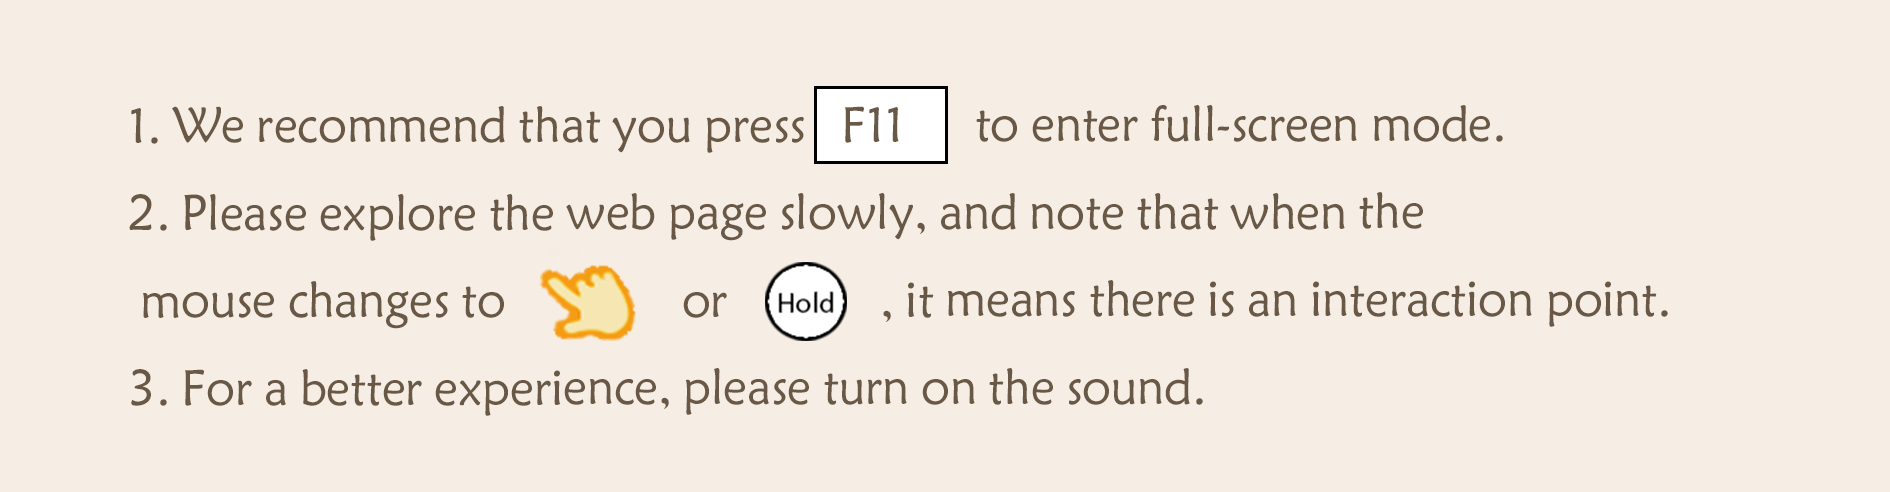 1. We recommend that you press F11 to enter full-screen mode.
2. Please explore the web page slowly, and note that when the
mouse changes to or Hold , it means there is an interaction point.
3. For a better experience, please turn on the sound.